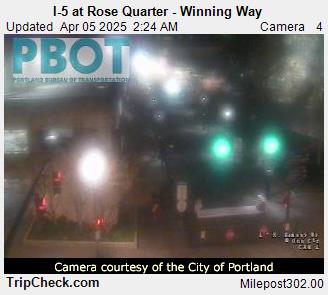 I-5 at Rose Quarter - Winning Way
Updated Apr 05 2025 2:24 AM Camera 4
PBOT
PORTLAND BUREAU OF TRANSPORTATION
Camera courtesy of the City of Portland
TripCheck.com Milepost302.00